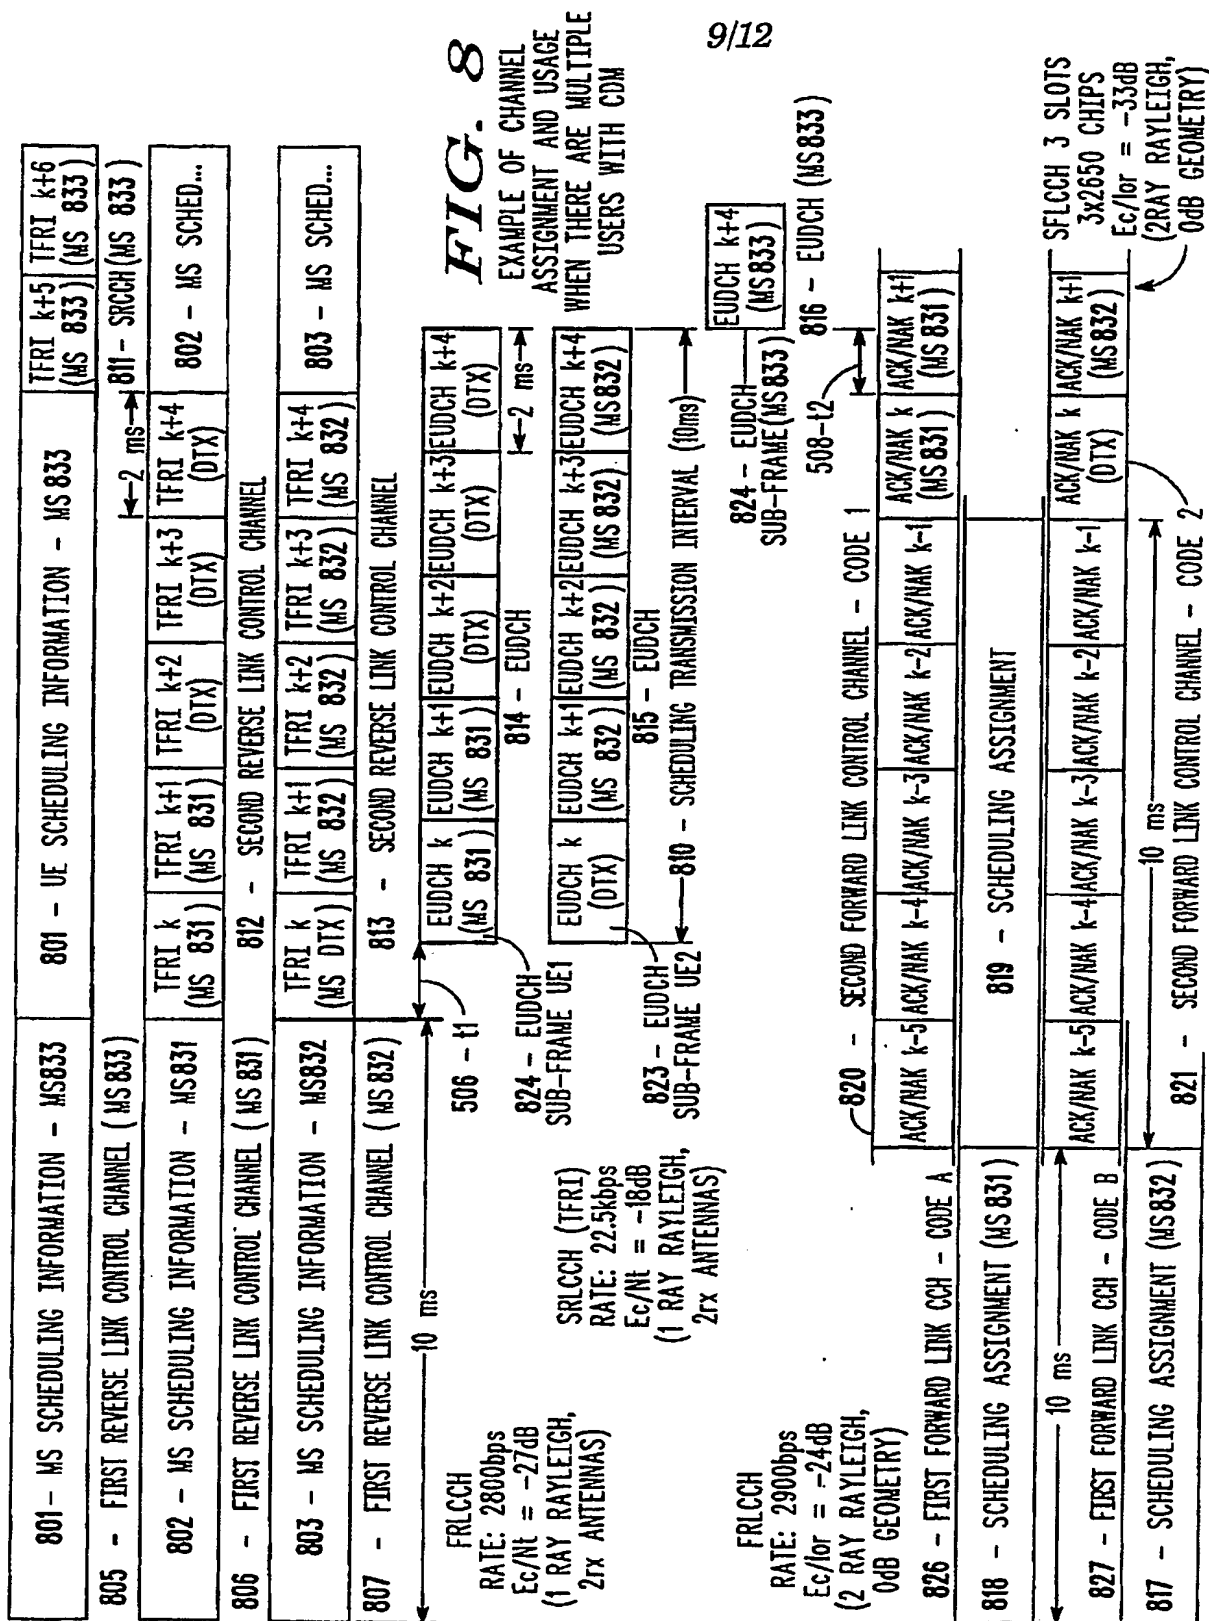 9/12
FIG. 8
EXAMPLE OF CHANNEL
ASSIGNMENT AND USAGE
WHEN THERE ARE MULTIPLE
USERS WITH CDM
801 - MS SCHEDULING INFORMATION - MS833
801 - UE SCHEDULING INFORMATION - MS 833
TFRI k+5
(MS 833)
TFRI k+6
(MS 833)
805 - FIRST REVERSE LINK CONTROL CHANNEL (MS833)
2 ms
811 - SRCCH (MS 833)
802 - MS SCHEDULING INFORMATION - MS831
TFRI k
(MS 831)
TFRI k+1
(MS 831)
TFRI k+2
(DTX)
TFRI k+3
(DTX)
TFRI k+4
(DTX)
802 - MS SCHED...
806 - FIRST REVERSE LINK CONTROL CHANNEL (MS 831)
812 - SECOND REVERSE LINK CONTROL CHANNEL
803 - MS SCHEDULING INFORMATION - MS832
TFRI k
(MS DTX)
TFRI k+1
(MS 832)
TFRI k+2
(MS 832)
TFRI k+3
(MS 832)
TFRI k+4
(MS 832)
803 - MS SCHED...
807 - FIRST REVERSE LINK CONTROL CHANNEL (MS 832)
813 - SECOND REVERSE LINK CONTROL CHANNEL
10 ms
506 - t1
EUDCH k
(MS 831)
EUDCH k+1
(MS 831)
EUDCH k+2
(DTX)
EUDCH k+3
(DTX)
EUDCH k+4
(DTX)
824 - EUDCH
SUB-FRAME UE1
814 - EUDCH
2 ms
EUDCH k
(DTX)
EUDCH k+1
(MS 832)
EUDCH k+2
(MS 832)
EUDCH k+3
(MS 832)
EUDCH k+4
(MS832)
823 - EUDCH
SUB-FRAME UE2
815 - EUDCH
810 - SCHEDULING TRANSMISSION INTERVAL (10ms)
FRLCCH
RATE: 2800bps
Ec/Nt = -27dB
(1 RAY RAYLEIGH,
2rx ANTENNAS)
SRLCCH (TFRI)
RATE: 22.5kbps
Ec/Nt = -18dB
(1 RAY RAYLEIGH,
2rx ANTENNAS)
EUDCH k+4
(MS833)
824 - EUDCH
SUB-FRAME(MS833)
816 - EUDCH (MS833)
508-t2
FRLCCH
RATE: 2900bps
Ec/Ior = -24dB
(2 RAY RAYLEIGH,
0dB GEOMETRY)
820 - SECOND FORWARD LINK CONTROL CHANNEL - CODE 1
826 - FIRST FORWARD LINK CCH - CODE A
ACK/NAK k-5
ACK/NAK k-4
ACK/NAK k-3
ACK/NAK k-2
ACK/NAK k-1
ACK/NAK k
(MS 831)
ACK/NAK k+1
(MS 831)
818 - SCHEDULING ASSIGNMENT (MS 831)
819 - SCHEDULING ASSIGNMENT
827 - FIRST FORWARD LINK CCH - CODE B
ACK/NAK k-5
ACK/NAK k-4
ACK/NAK k-3
ACK/NAK k-2
ACK/NAK k-1
ACK/NAK k
(DTX)
ACK/NAK k+1
(MS832)
10 ms
10 ms
817 - SCHEDULING ASSIGNMENT (MS832)
821 - SECOND FORWARD LINK CONTROL CHANNEL - CODE 2
SFLCCH 3 SLOTS
3x2650 CHIPS
Ec/Ior = -33dB
(2RAY RAYLEIGH,
0dB GEOMETRY)